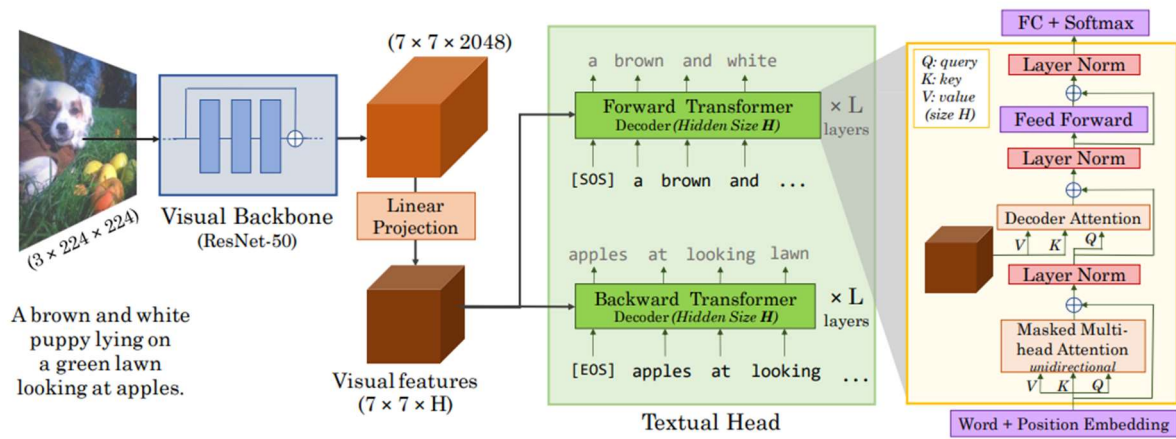 (3 × 224 × 224)
A brown and white
puppy lying on
a green lawn
looking at apples.
Visual Backbone
(ResNet-50)
(7 × 7 × 2048)
Linear
Projection
Visual features
(7 × 7 × H)
a brown and white
Forward Transformer
Decoder (Hidden Size H)
× L
layers
[SOS] a brown and ...
apples at looking lawn
Backward Transformer
Decoder (Hidden Size H)
× L
layers
[EOS] apples at looking ...
Textual Head
FC + Softmax
Q: query
K: key
V: value
(size H)
Layer Norm
Feed Forward
Layer Norm
Decoder Attention
V K Q
Layer Norm
Masked Multi-
head Attention
unidirectional
V K Q
Word + Position Embedding